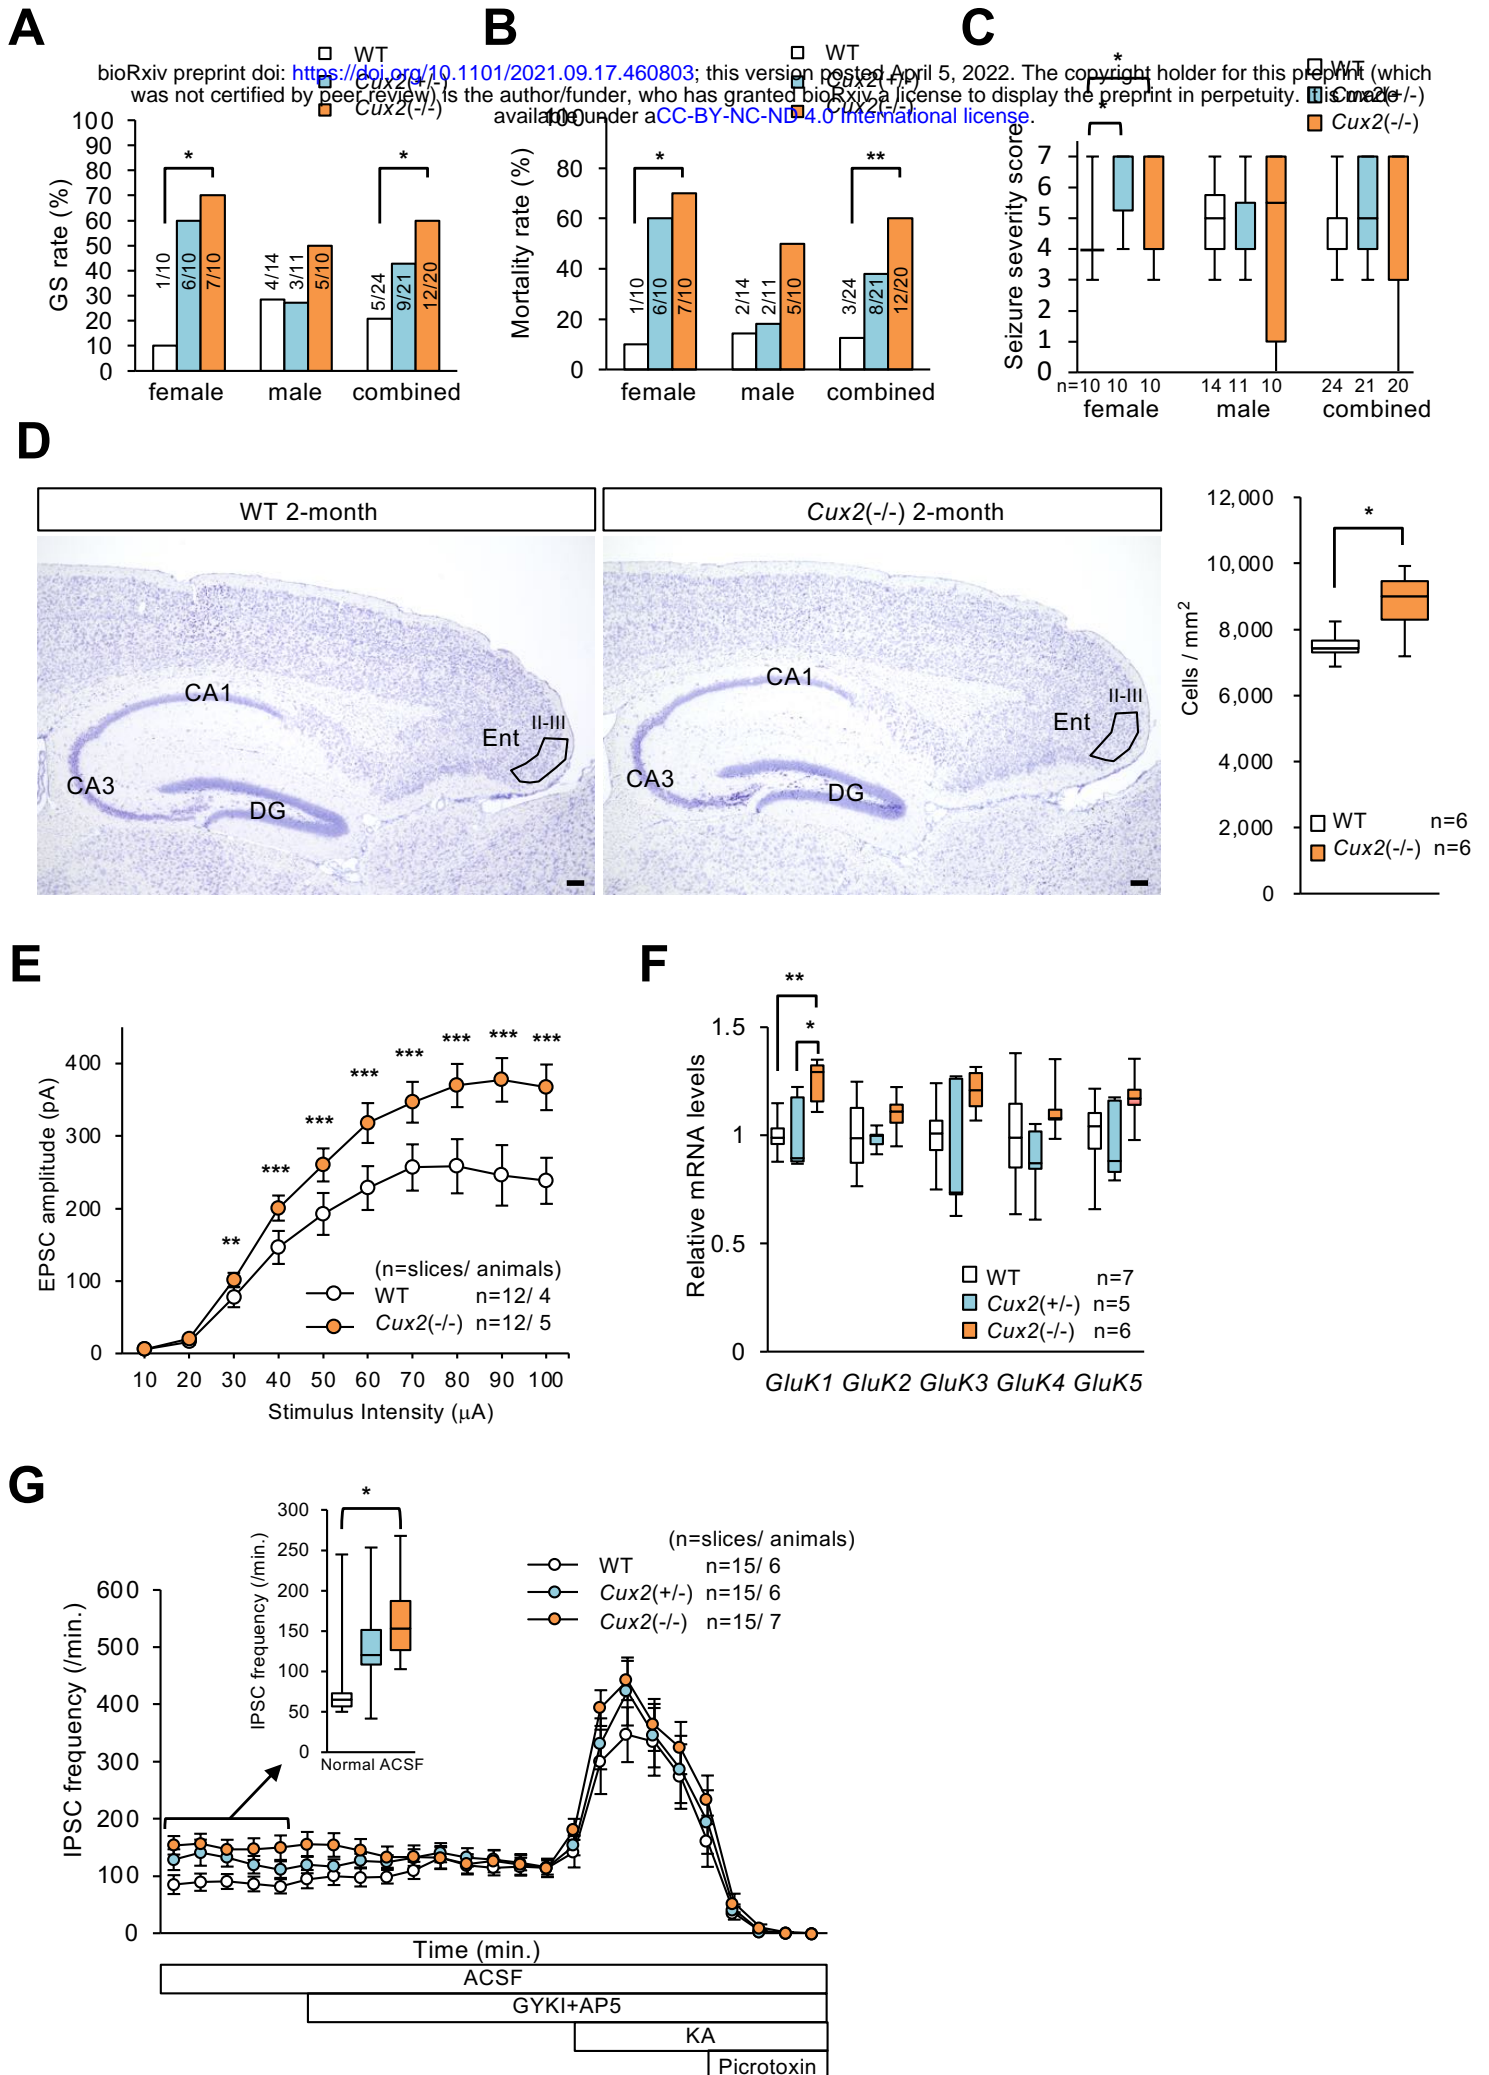 A
B
C
WT
Cux2(+/-)
Cux2(-/-)
WT
Cux2(+/-)
Cux2(-/-)
WT
Cux2(+/-)
Cux2(-/-)
bioRxiv preprint doi: https://doi.org/10.1101/2021.09.17.460803; this version posted April 5, 2022. The copyright holder for this preprint (which
was not certified by peer review) is the author/funder, who has granted bioRxiv a license to display the preprint in perpetuity. It is made
available under aCC-BY-NC-ND 4.0 International license.
GS rate (%)
100
90
80
70
60
50
40
30
20
10
0
* *
1/10 6/10 7/10 4/14 3/11 5/10 5/24 9/21 12/20
female male combined
Mortality rate (%)
100
80
60
40
20
0
* **
1/10 6/10 7/10 2/14 2/11 5/10 3/24 8/21 12/20
female male combined
Seizure severity score
7
6
5
4
3
2
1
0
*
*
n=10 10 10 14 11 10 24 21 20
female male combined
D
WT 2-month
Cux2(-/-) 2-month
CA1
CA3
DG
Ent
II-III
CA1
CA3
DG
Ent
II-III
Cells / mm2
12,000
10,000
8,000
6,000
4,000
2,000
0
*
WT n=6
Cux2(-/-) n=6
E
EPSC amplitude (pA)
400
300
200
100
0
** *** *** *** *** *** *** ***
(n=slices/ animals)
WT n=12/ 4
Cux2(-/-) n=12/ 5
10 20 30 40 50 60 70 80 90 100
Stimulus Intensity (μA)
F
Relative mRNA levels
1.5
1
0.5
0
**
*
WT n=7
Cux2(+/-) n=5
Cux2(-/-) n=6
GluK1 GluK2 GluK3 GluK4 GluK5
G
IPSC frequency (/min.)
300
250
200
150
100
50
0
*
Normal ACSF
(n=slices/ animals)
WT n=15/ 6
Cux2(+/-) n=15/ 6
Cux2(-/-) n=15/ 7
IPSC frequency (/min.)
600
500
400
300
200
100
0
Time (min.)
ACSF
GYKI+AP5
KA
Picrotoxin